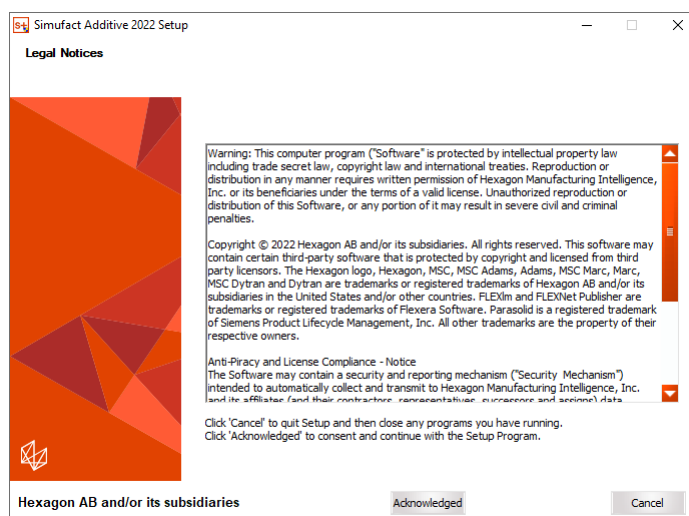 Simufact Additive 2022 Setup
Legal Notices
Warning: This computer program ("Software" is protected by intellectual property law
including trade secret law, copyright law and international treaties. Reproduction or
distribution in any manner requires written permission of Hexagon Manufacturing Intelligence,
Inc. or its beneficiaries under the terms of a valid license. Unauthorized reproduction or
distribution of this Software, or any portion of it may result in severe civil and criminal
penalties.
Copyright © 2022 Hexagon AB and/or its subsidiaries. All rights reserved. This software may
contain certain third-party software that is protected by copyright and licensed from third
party licensors. The Hexagon logo, Hexagon, MSC, MSC Adams, Adams, MSC Marc, Marc,
MSC Dytran and Dytran are trademarks or registered trademarks of Hexagon AB and/or its
subsidiaries in the United States and/or other countries. FLEXlm and FLEXNet Publisher are
trademarks or registered trademarks of Flexera Software. Parasolid is a registered trademark
of Siemens Product Lifecycle Management, Inc. All other trademarks are the property of their
respective owners.
Anti-Piracy and License Compliance - Notice
The Software may contain a security and reporting mechanism ("Security Mechanism")
intended to automatically collect and transmit to Hexagon Manufacturing Intelligence, Inc.
and its affiliates (and their contractors, representatives, successors and assigns) data
Click 'Cancel' to quit Setup and then close any programs you have running.
Click 'Acknowledged' to consent and continue with the Setup Program.
Hexagon AB and/or its subsidiaries
Acknowledged
Cancel